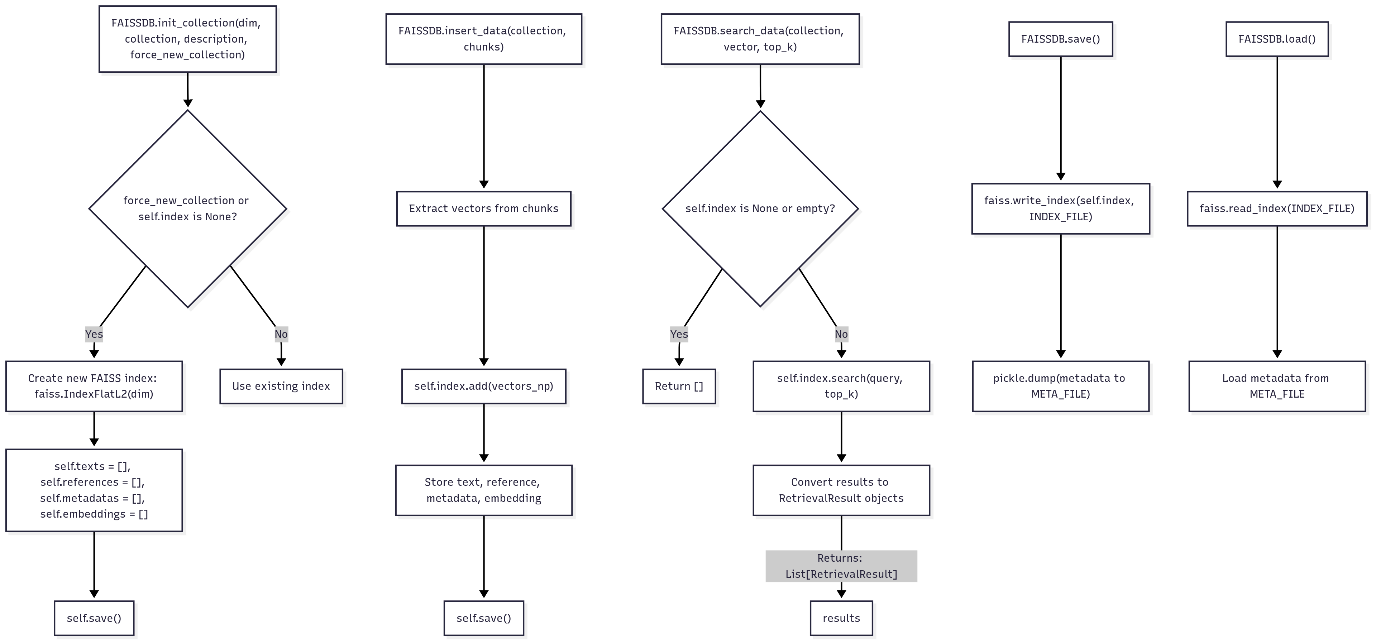 FAISSDB.init_collection(dim,
collection, description,
force_new_collection)
force_new_collection or
self.index is None?
Yes
No
Create new FAISS index:
faiss.IndexFlatL2(dim)
Use existing index
self.texts = [],
self.references = [],
self.metadatas = [],
self.embeddings = []
self.save()
FAISSDB.insert_data(collection,
chunks)
Extract vectors from chunks
self.index.add(vectors_np)
Store text, reference,
metadata, embedding
self.save()
FAISSDB.search_data(collection,
vector, top_k)
self.index is None or empty?
Yes
No
Return []
self.index.search(query,
top_k)
Convert results to
RetrievalResult objects
Returns:
List[RetrievalResult]
results
FAISSDB.save()
faiss.write_index(self.index,
INDEX_FILE)
pickle.dump(metadata to
META_FILE)
FAISSDB.load()
faiss.read_index(INDEX_FILE)
Load metadata from
META_FILE